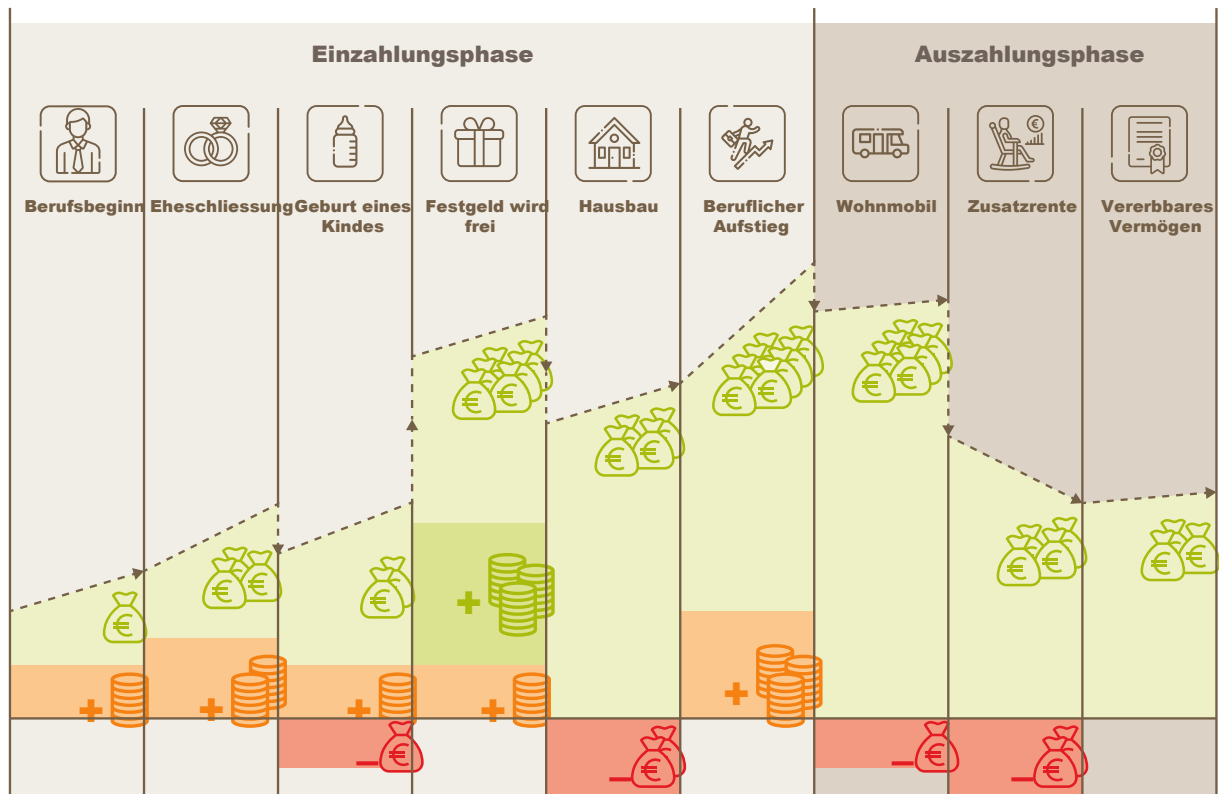 Einzahlungsphase
Auszahlungsphase
Berufsbeginn
Eheschliessung
Geburt eines
Kindes
Festgeld wird
frei
Hausbau
Beruflicher
Aufstieg
Wohnmobil
Zusatzrente
Vererbbares
Vermögen